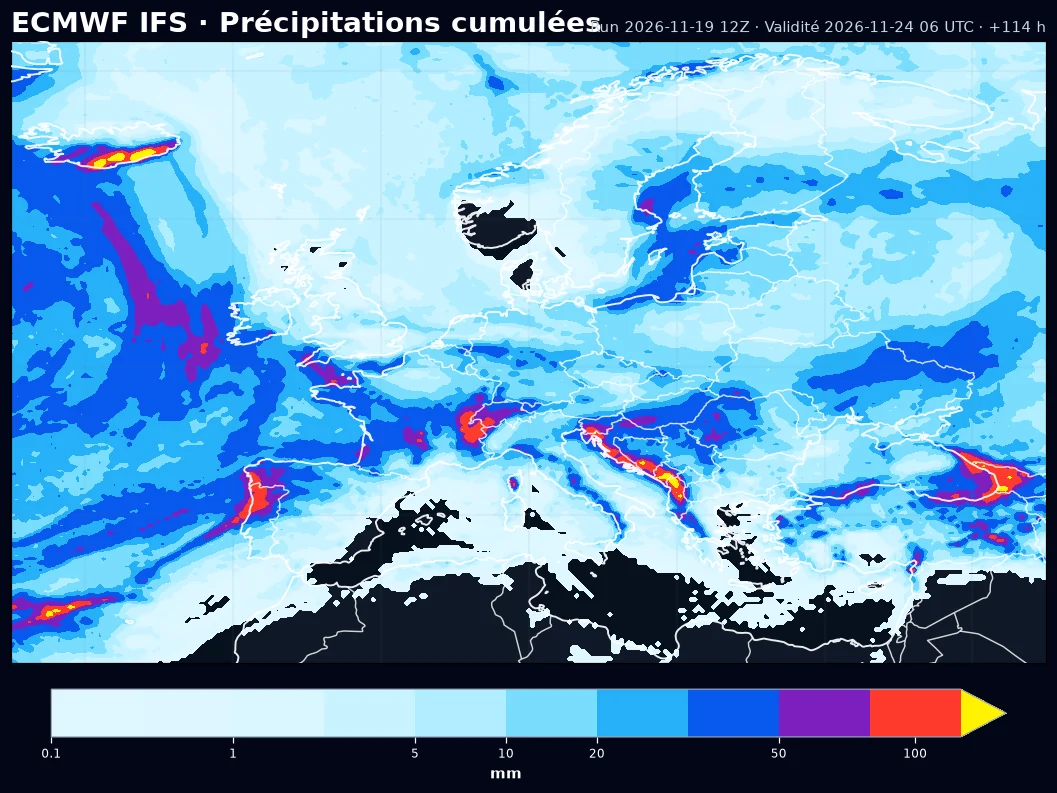 ECMWF IFS · Précipitations cumulées
Run 2026-11-19 12Z · Validité 2026-11-24 06 UTC · +114 h
0.1 1 5 10 20 50 100
mm